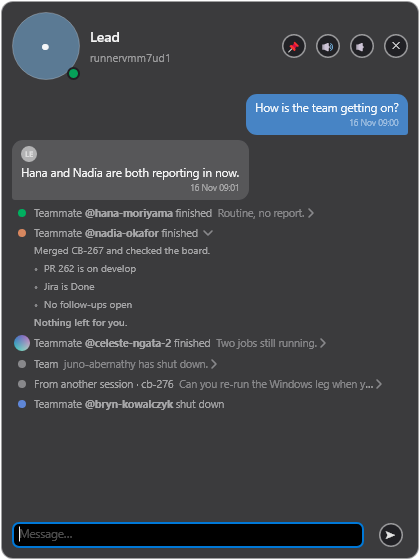 Lead
runnervmm7ud1
How is the team getting on?
16 Nov 09:00
LE
Hana and Nadia are both reporting in now.
16 Nov 09:01
Teammate @hana-moriyama finished Routine, no report.
Teammate @nadia-okafor finished
Merged CB-267 and checked the board.
• PR 262 is on develop
• Jira is Done
• No follow-ups open
Nothing left for you.
Teammate @celeste-ngata-2 finished Two jobs still running.
Team juno-abernathy has shut down.
From another session · cb-276 Can you re-run the Windows leg when y...
Teammate @bryn-kowalczyk shut down
Message...